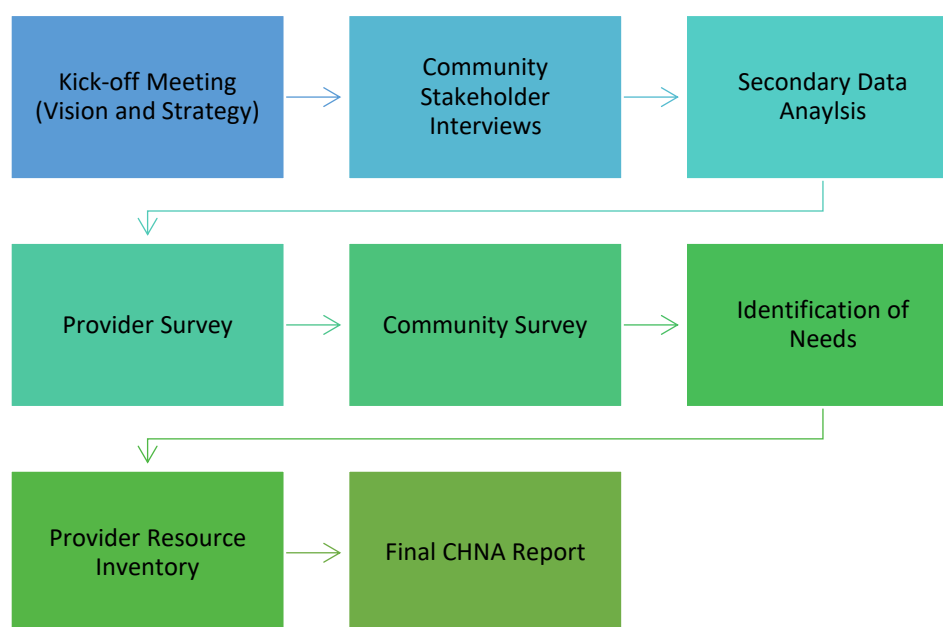 Kick-off Meeting
(Vision and Strategy)
Community
Stakeholder
Interviews
Secondary Data
Anaylsis
Provider Survey
Community Survey
Identification of
Needs
Provider Resource
Inventory
Final CHNA Report